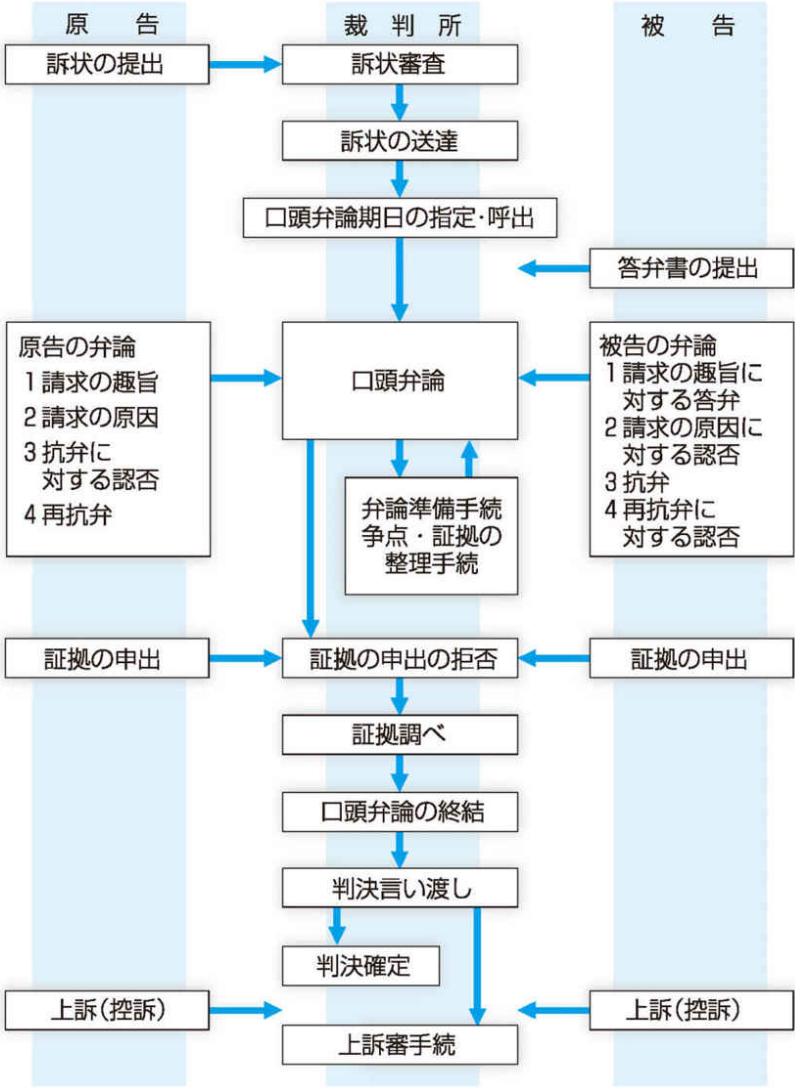 原告
裁判所
被告
訴状の提出
訴状審査
訴状の送達
口頭弁論期日の指定・呼出
答弁書の提出
原告の弁論
1 請求の趣旨
2 請求の原因
3 抗弁に
対する認否
4 再抗弁
口頭弁論
被告の弁論
1 請求の趣旨に
対する答弁
2 請求の原因に
対する認否
3 抗弁
4 再抗弁に
対する認否
弁論準備手続
争点・証拠の
整理手続
証拠の申出
証拠の申出の拒否
証拠の申出
証拠調べ
口頭弁論の終結
判決言い渡し
判決確定
上訴(控訴)
上訴(控訴)
上訴審手続